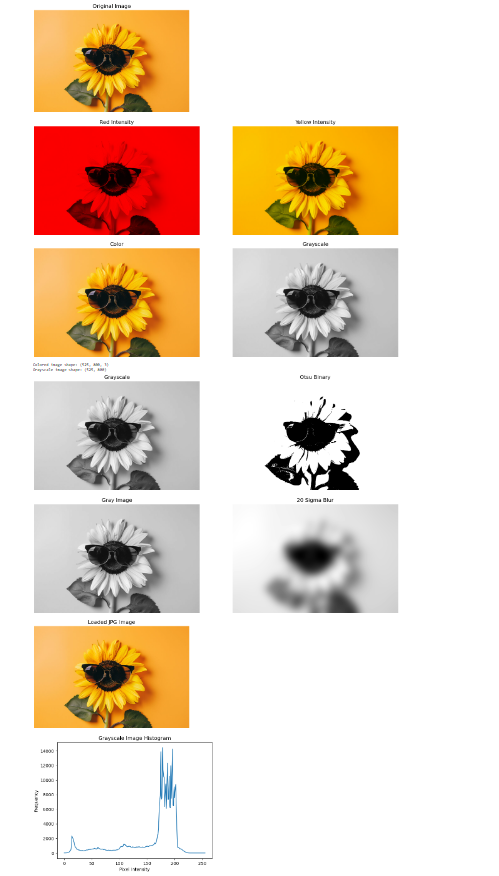 Original Image
Red Intensity
Yellow Intensity
Color
Grayscale
Colored image shape: (525, 800, 3)
Grayscale image shape: (525, 800)
Grayscale
Otsu Binary
Gray Image
20 Sigma Blur
Loaded JPG Image
Grayscale Image Histogram
14000
12000
10000
8000
6000
4000
2000
0
Frequency
0 50 100 150 200 250
Pixel Intensity